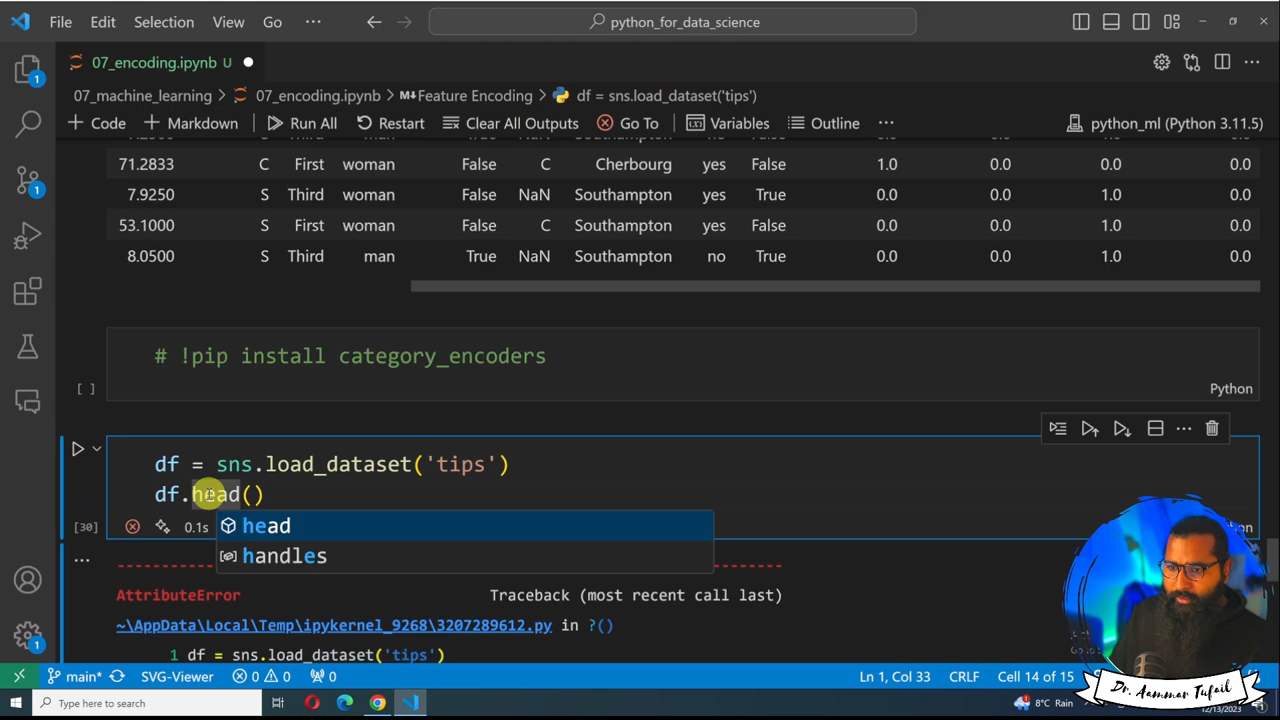 File Edit Selection View Go ··· python_for_data_science
07_encoding.ipynb U
07_machine_learning > 07_encoding.ipynb > Feature Encoding > df = sns.load_dataset('tips')
Code Markdown Run All Restart Clear All Outputs Go To Variables Outline ··· python_ml (Python 3.11.5)
71.2833 C First woman False C Cherbourg yes False 1.0 0.0 0.0 0.0
7.9250 S Third woman False NaN Southampton yes True 0.0 0.0 1.0 0.0
53.1000 S First woman False C Southampton yes False 0.0 0.0 1.0 0.0
8.0500 S Third man True NaN Southampton no True 0.0 0.0 1.0 0.0
# !pip install category_encoders
[ ] Python
df = sns.load_dataset('tips')
df.head()
[30] 0.1s
head
handles
AttributeError Traceback (most recent call last)
~\AppData\Local\Temp\ipykernel_9268\3207289612.py in ?()
1 df = sns.load_dataset('tips')
main* SVG-Viewer 0 0 0 Ln 1, Col 33 CRLF Cell 14 of 15
Dr. Aammar Tufail
Type here to search 8°C Rain 12/13/2023